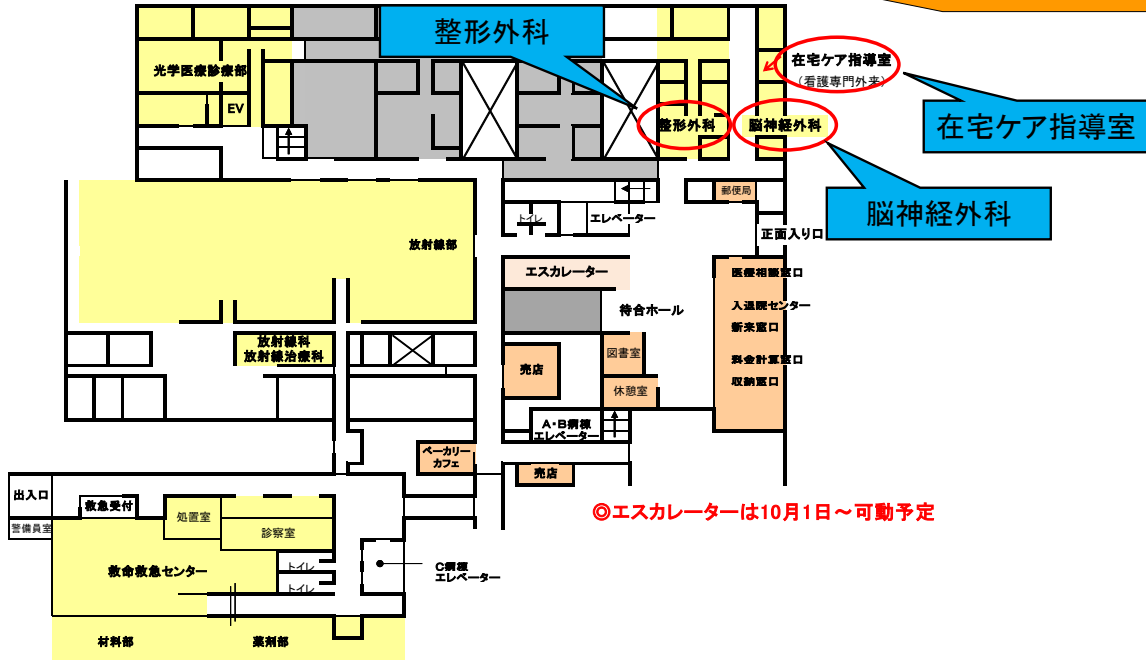 整形外科
光学医療診療部
EV
在宅ケア指導室
（看護専門外来）
整形外科
脳神経外科
在宅ケア指導室
脳神経外科
郵便局
トイレ
エレベーター
正面入り口
放射線部
エスカレーター
医療相談窓口
待合ホール
入退院センター
新来窓口
放射線科
放射線治療科
図書室
料金計算窓口
売店
休憩室
収納窓口
A・B病棟
エレベーター
ベーカリー
カフェ
売店
出入口
救急受付
処置室
警備員室
診察室
◎エスカレーターは10月1日～可動予定
救命救急センター
トイレ
トイレ
C病棟
エレベーター
材料部
薬剤部